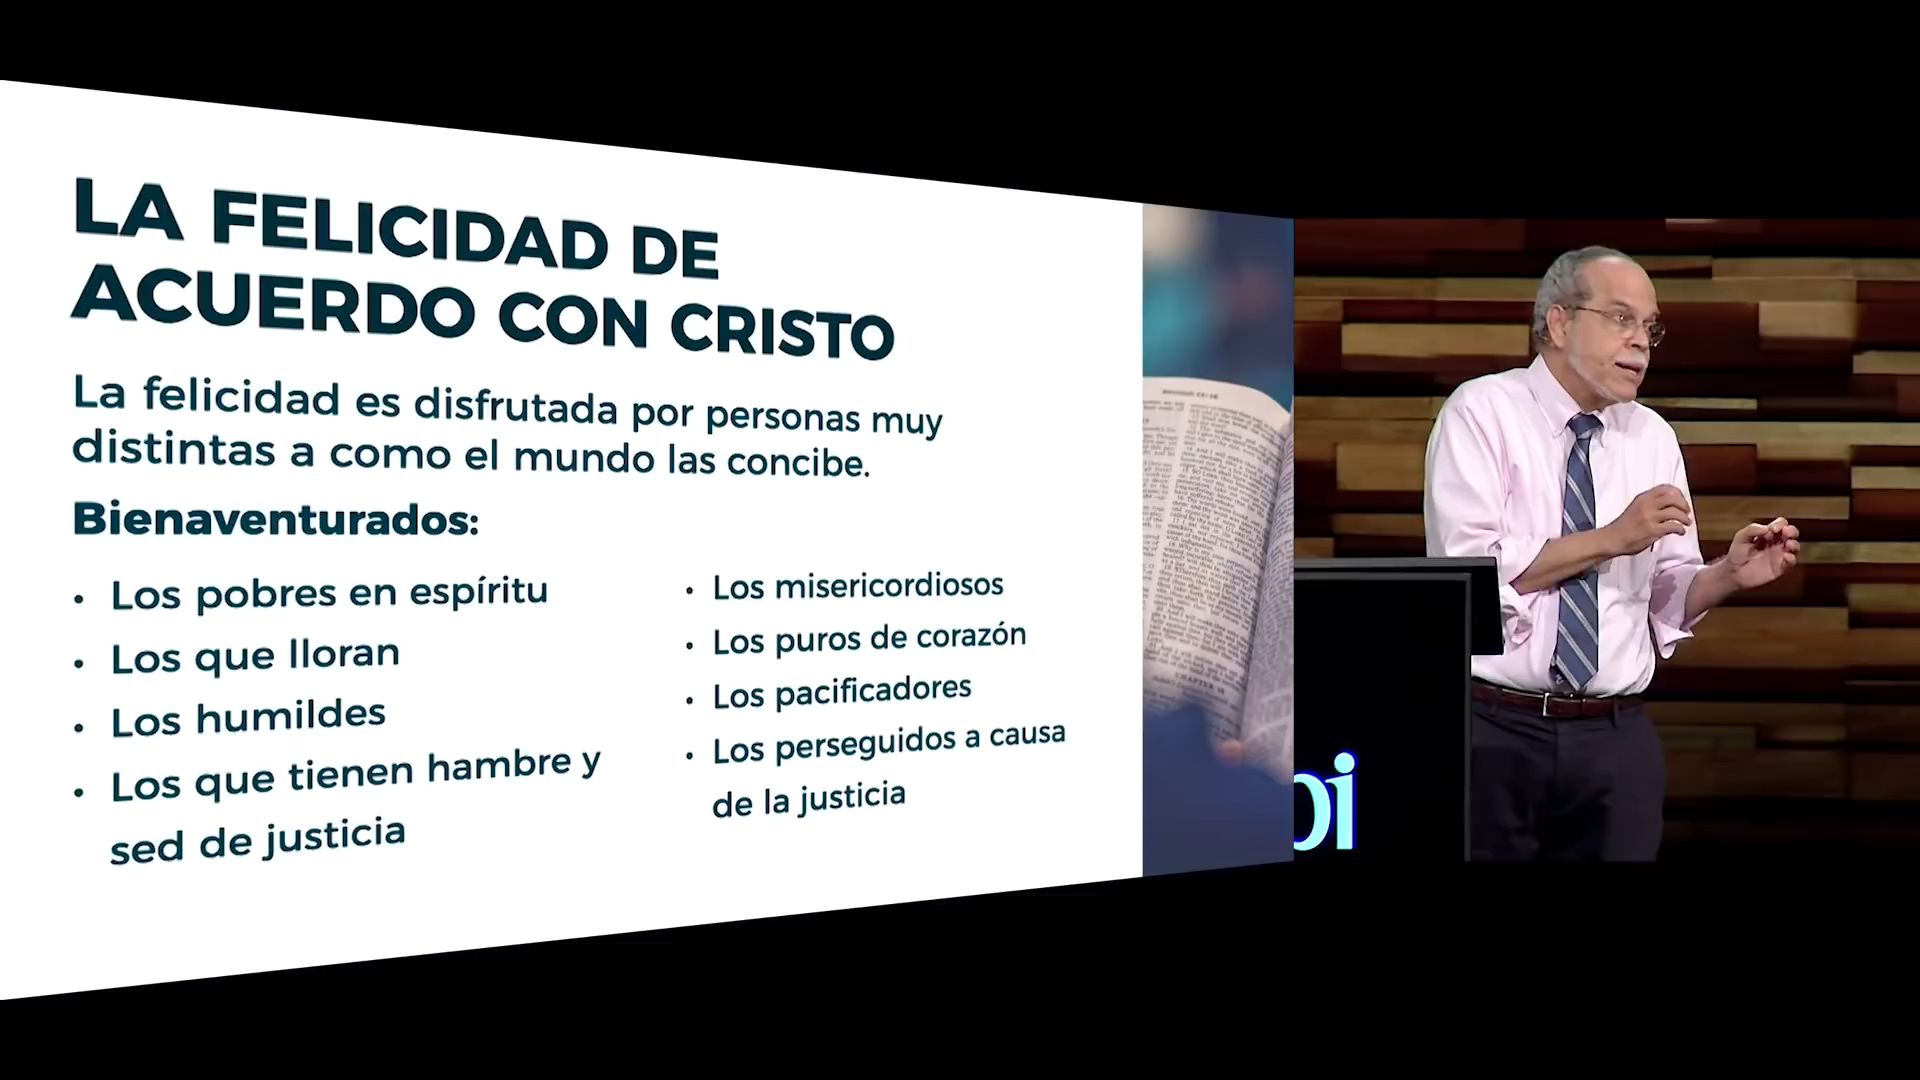 LA FELICIDAD DE
ACUERDO CON CRISTO
La felicidad es disfrutada por personas muy
distintas a como el mundo las concibe.
Bienaventurados:
• Los pobres en espíritu
• Los que lloran
• Los humildes
• Los que tienen hambre y
sed de justicia
• Los misericordiosos
• Los puros de corazón
• Los pacificadores
• Los perseguidos a causa
de la justicia